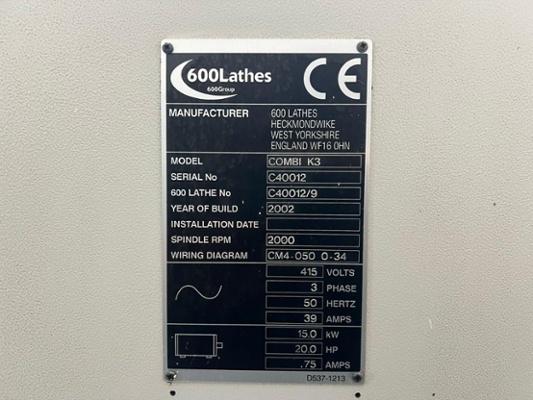 600Lathes
600Group
CE
MANUFACTURER 600 LATHES
HECKMONDWIKE
WEST YORKSHIRE
ENGLAND WF16 0HN
MODEL COMBI K3
SERIAL No C40012
600 LATHE No C40012/9
YEAR OF BUILD 2002
INSTALLATION DATE
SPINDLE RPM 2000
WIRING DIAGRAM CM4-050 0-34
415 VOLTS
3 PHASE
50 HERTZ
39 AMPS
15.0 kW
20.0 HP
.75 AMPS
D537-1213